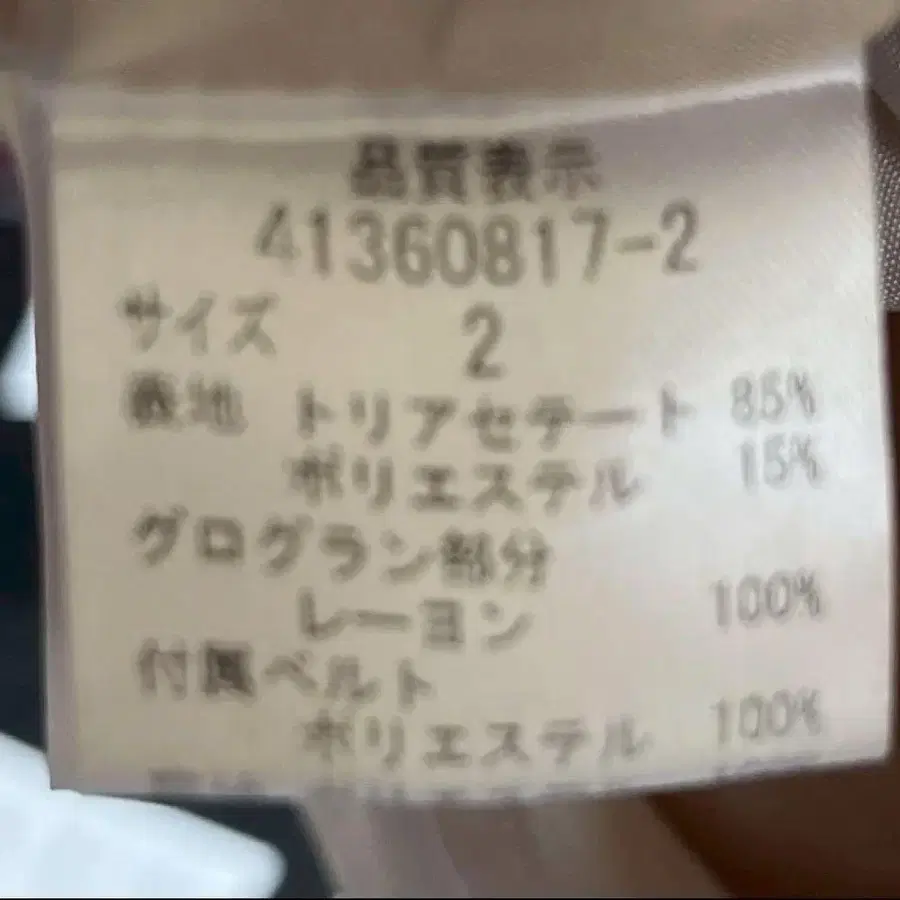 品質表示
41360817-2
サイズ 2
表地 トリアセテート 85%
ポリエステル 15%
グログラン部分
レーヨン 100%
付属ベルト
ポリエステル 100%